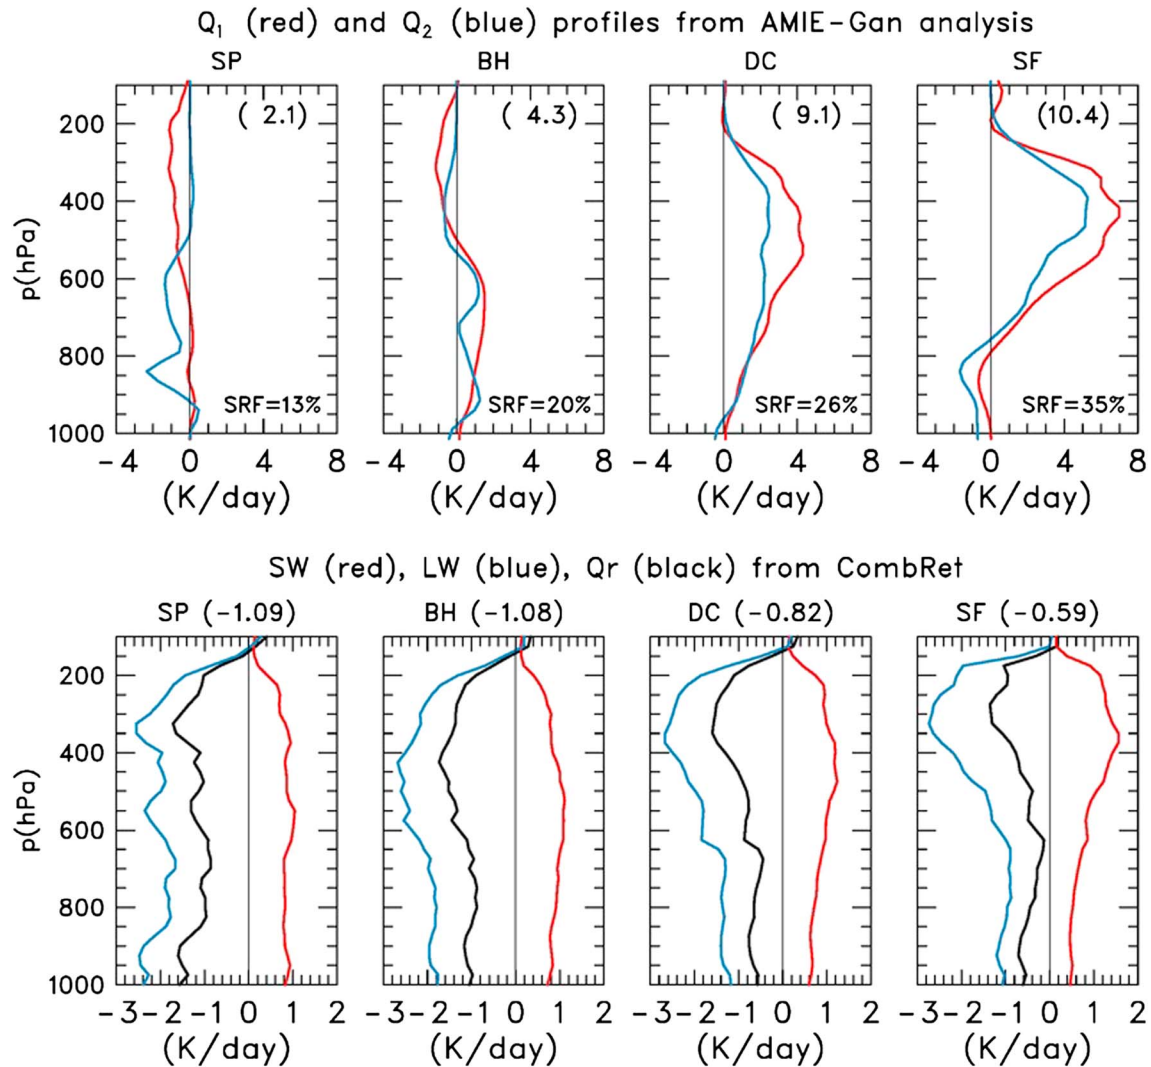 Q₁ (red) and Q₂ (blue) profiles from AMIE-Gan analysis
SP BH DC SF
( 2.1) ( 4.3) ( 9.1) (10.4)
200
400
p(hPa)
600
800
SRF=13% SRF=20% SRF=26% SRF=35%
1000
-4 0 4 8 -4 0 4 8 -4 0 4 8 -4 0 4 8
(K/day) (K/day) (K/day) (K/day)
SW (red), LW (blue), Qr (black) from CombRet
SP (-1.09) BH (-1.08) DC (-0.82) SF (-0.59)
200
400
p(hPa)
600
800
1000
-3 -2 -1 0 1 2 -3 -2 -1 0 1 2 -3 -2 -1 0 1 2 -3 -2 -1 0 1 2
(K/day) (K/day) (K/day) (K/day)